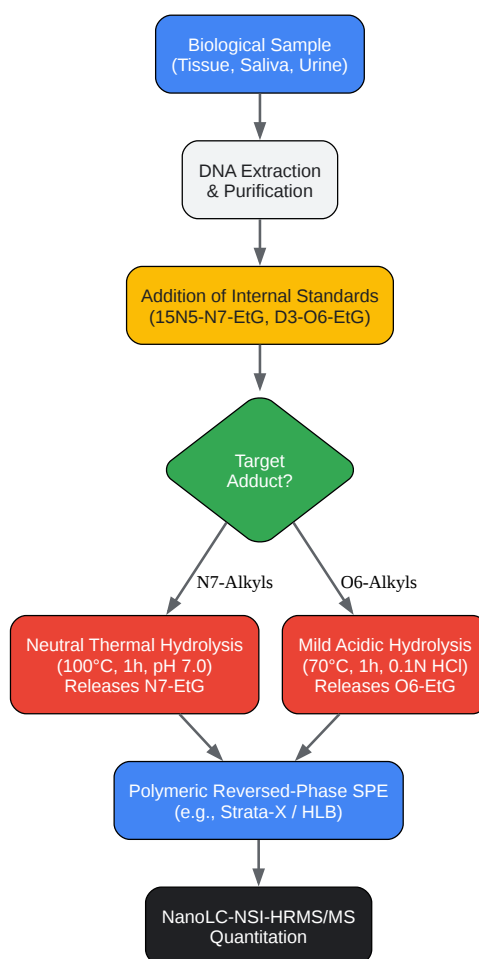 Biological Sample
(Tissue, Saliva, Urine)
DNA Extraction
& Purification
Addition of Internal Standards
(15N5-N7-EtG, D3-O6-EtG)
Target
Adduct?
N7-Alkyls
O6-Alkyls
Neutral Thermal Hydrolysis
(100°C, 1h, pH 7.0)
Releases N7-EtG
Mild Acidic Hydrolysis
(70°C, 1h, 0.1N HCl)
Releases O6-EtG
Polymeric Reversed-Phase SPE
(e.g., Strata-X / HLB)
NanoLC-NSI-HRMS/MS
Quantitation